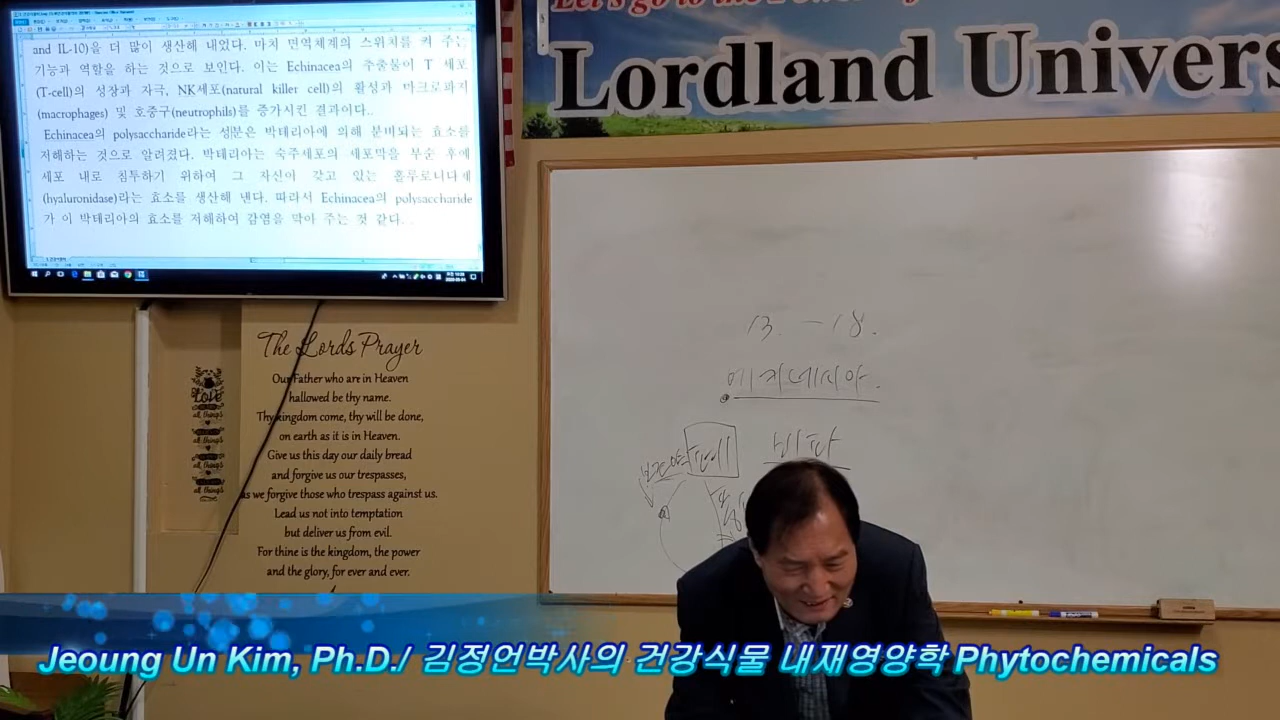 and IL-10)을 더 많이 생산해 내었다. 마치 면역체계의 스위치를 켜 주는
기능과 역할을 하는 것으로 보인다. 이는 Echinacea의 추출물이 T 세포
(T-cell)의 성장과 자극, NK세포(natural killer cell)의 활성과 마크로파지
(macrophages) 및 호중구(neutrophils)를 증가시킨 결과이다..
Echinacea의 polysaccharide라는 성분은 박테리아에 의해 분비되는 효소를
저해하는 것으로 알려졌다. 박테리아는 숙주세포의 세포막을 부순 후에
세포 내로 침투하기 위하여 그 자신이 갖고 있는 홀루로니다제
(hyaluronidase)라는 효소를 생산해 낸다. 따라서 Echinacea의 polysaccharide
가 이 박테리아의 효소를 저해하여 감염을 막아 주는 것 같다.
Let's go to the
Lordland Univers
13. - 18.
에키네시아.
비파
The Lord's Prayer
Our Father who are in Heaven
hallowed be thy name.
Thy kingdom come, thy will be done,
on earth as it is in Heaven.
Give us this day our daily bread
and forgive us our trespasses,
as we forgive those who trespass against us.
Lead us not into temptation
but deliver us from evil.
For thine is the kingdom, the power
and the glory, for ever and ever.
LOVE
all things
all things
all things
all things
Jeoung Un Kim, Ph.D./ 김정언박사의 건강식물 내재영양학 Phytochemicals